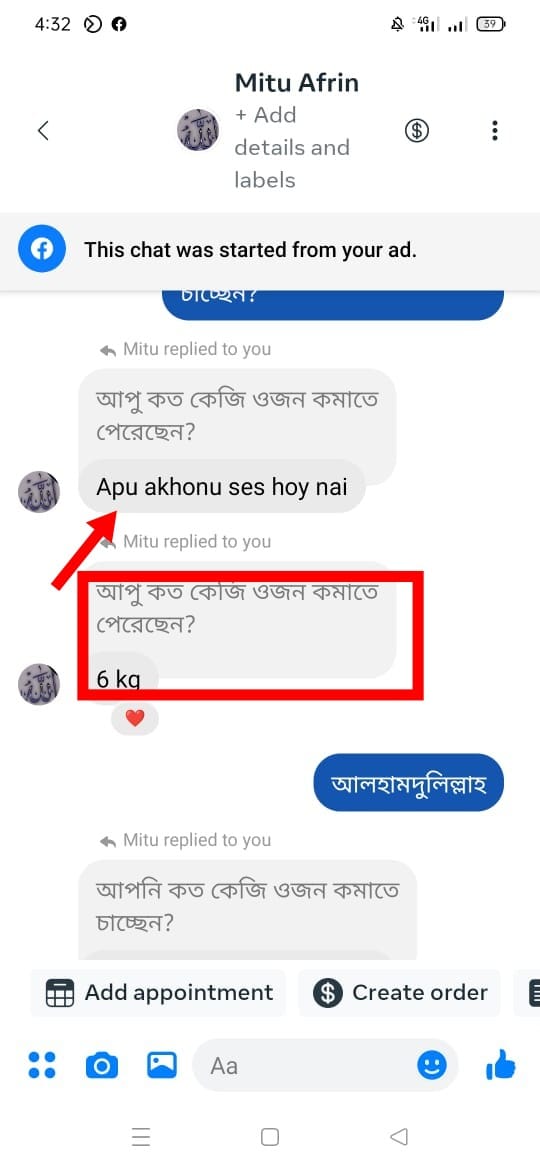 4:32
4G
39
Mitu Afrin
+ Add
details and
labels
This chat was started from your ad.
চাচ্ছেন?
Mitu replied to you
আপু কত কেজি ওজন কমাতে
পেরেছেন?
Apu akhonu ses hoy nai
Mitu replied to you
আপু কত কেজি ওজন কমাতে
পেরেছেন?
6 kg
আলহামদুলিল্লাহ
Mitu replied to you
আপনি কত কেজি ওজন কমাতে
চাচ্ছেন?
Add appointment
Create order
Aa